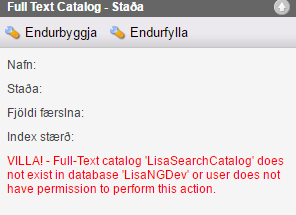 Full Text Catalog - Staða
Endurbyggja Endurfylla
Nafn:
Staða:
Fjöldi færslna:
Index stærð:
VILLA! - Full-Text catalog 'LisaSearchCatalog' does
not exist in database 'LisaNGDev' or user does not
have permission to perform this action.